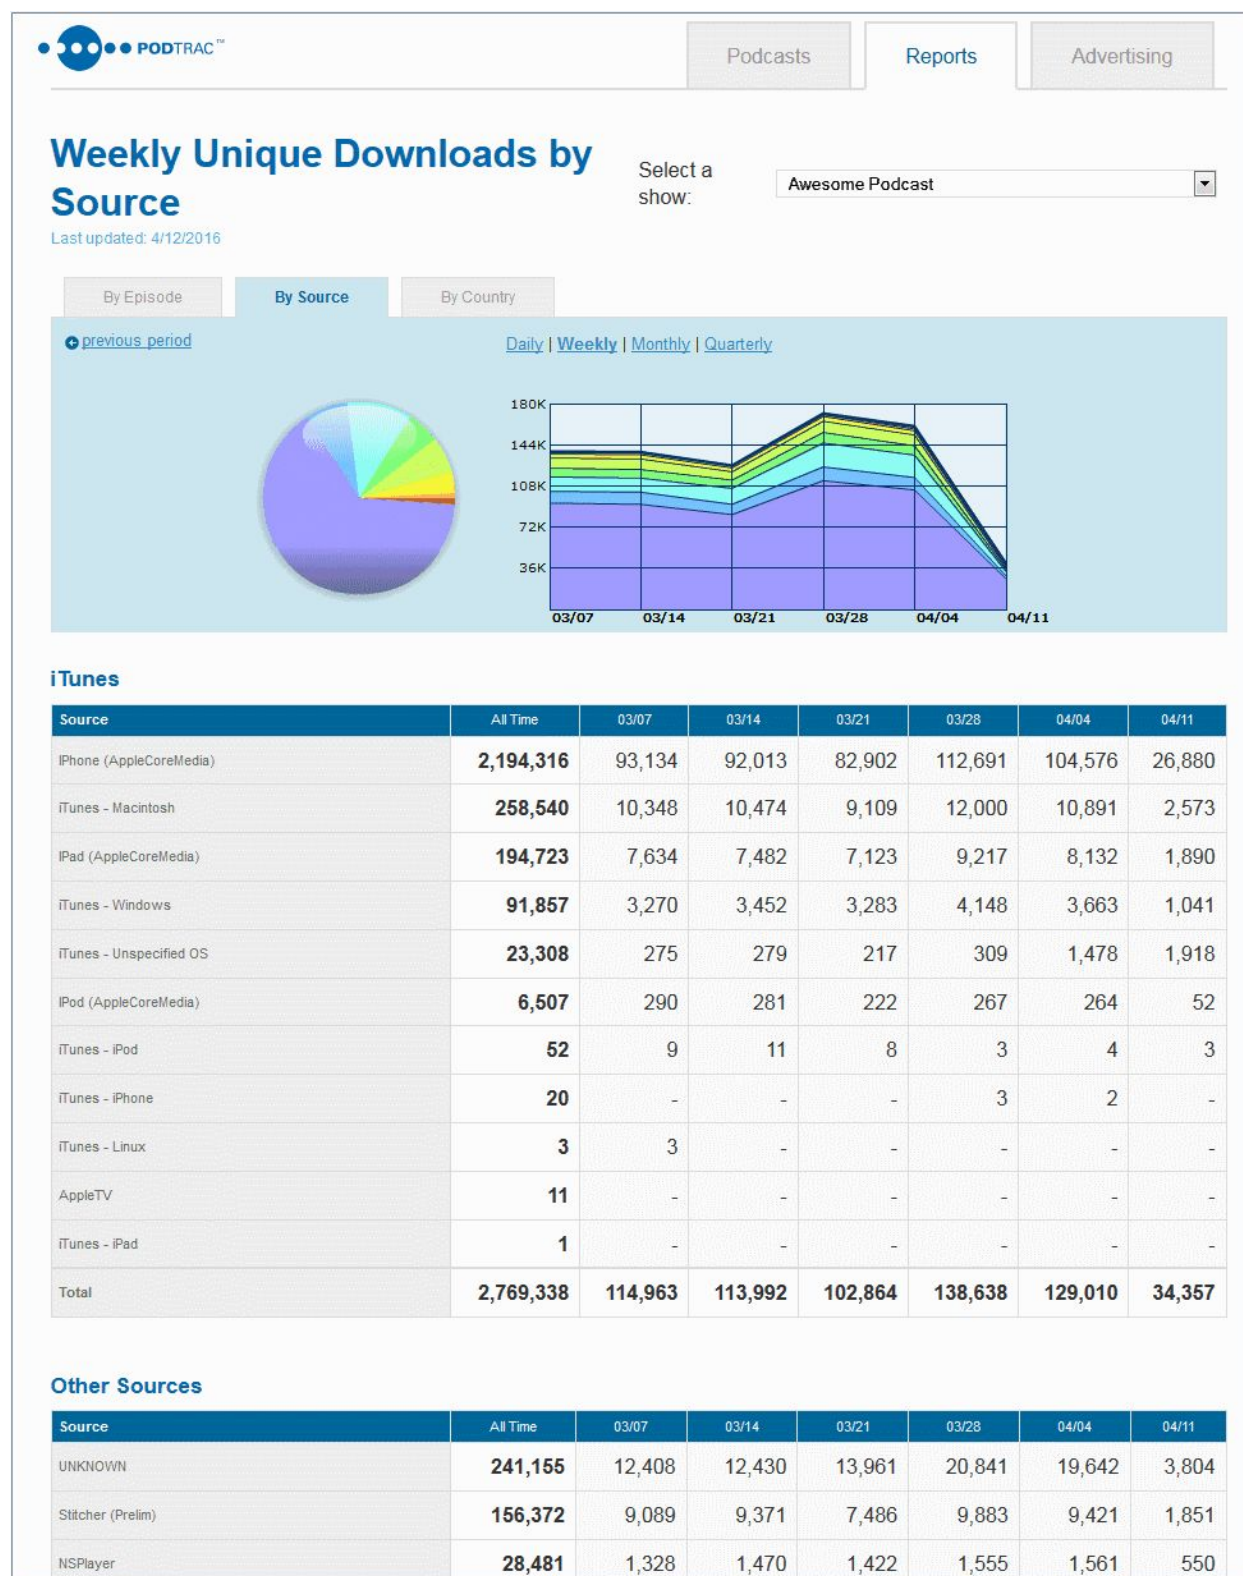 PODTRAC™
Podcasts
Reports
Advertising
Weekly Unique Downloads by
Source
Last updated: 4/12/2016
Select a
show:
Awesome Podcast
By Episode
By Source
By Country
previous period
Daily | Weekly | Monthly | Quarterly
180K
144K
108K
72K
36K
03/07 03/14 03/21 03/28 04/04 04/11
iTunes
Source All Time 03/07 03/14 03/21 03/28 04/04 04/11
IPhone (AppleCoreMedia) 2,194,316 93,134 92,013 82,902 112,691 104,576 26,880
iTunes - Macintosh 258,540 10,348 10,474 9,109 12,000 10,891 2,573
IPad (AppleCoreMedia) 194,723 7,634 7,482 7,123 9,217 8,132 1,890
iTunes - Windows 91,857 3,270 3,452 3,283 4,148 3,663 1,041
iTunes - Unspecified OS 23,308 275 279 217 309 1,478 1,918
IPod (AppleCoreMedia) 6,507 290 281 222 267 264 52
iTunes - iPod 52 9 11 8 3 4 3
iTunes - iPhone 20 - - - 3 2 -
iTunes - Linux 3 3 - - - - -
AppleTV 11 - - - - - -
iTunes - iPad 1 - - - - - -
Total 2,769,338 114,963 113,992 102,864 138,638 129,010 34,357
Other Sources
Source All Time 03/07 03/14 03/21 03/28 04/04 04/11
UNKNOWN 241,155 12,408 12,430 13,961 20,841 19,642 3,804
Stitcher (Prelim) 156,372 9,089 9,371 7,486 9,883 9,421 1,851
NSPlayer 28,481 1,328 1,470 1,422 1,555 1,561 550